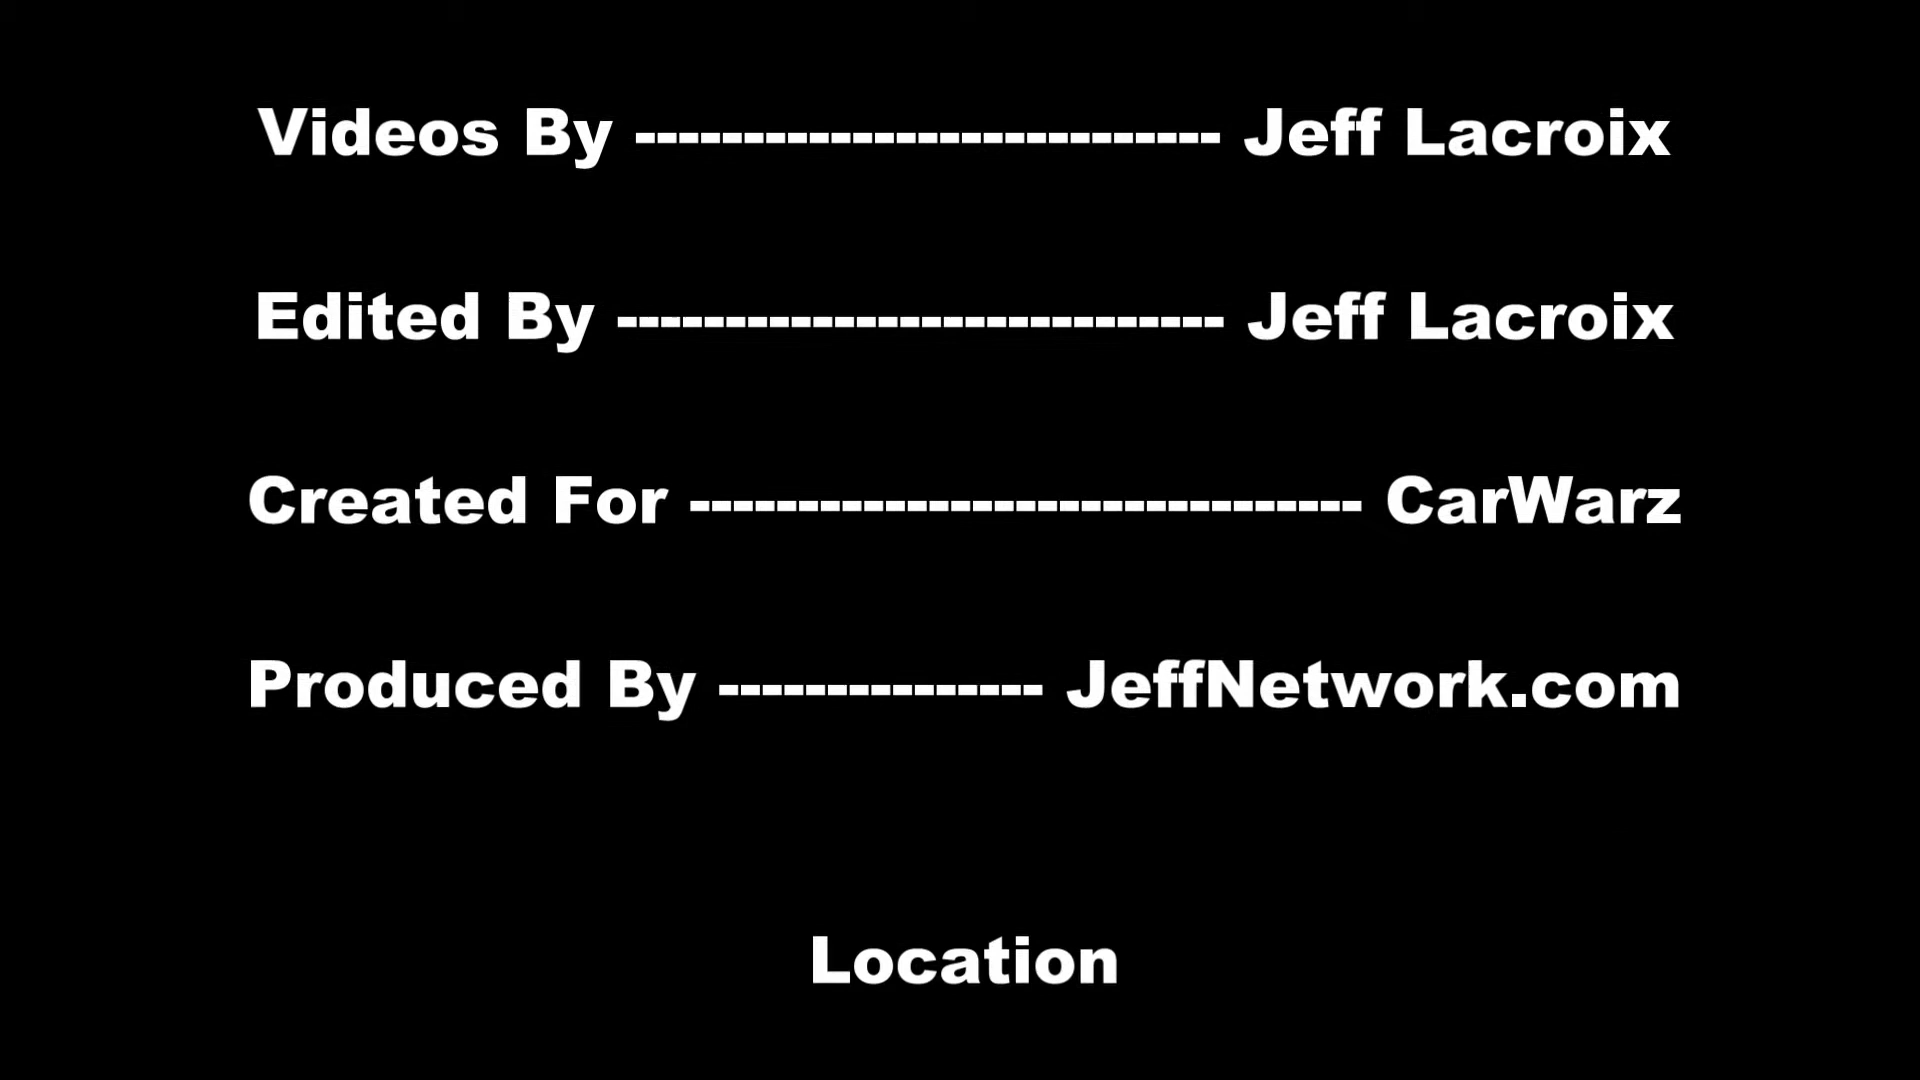 Videos By --------------------------- Jeff Lacroix
Edited By ---------------------------- Jeff Lacroix
Created For ------------------------------- CarWarz
Produced By --------------- JeffNetwork.com
Location